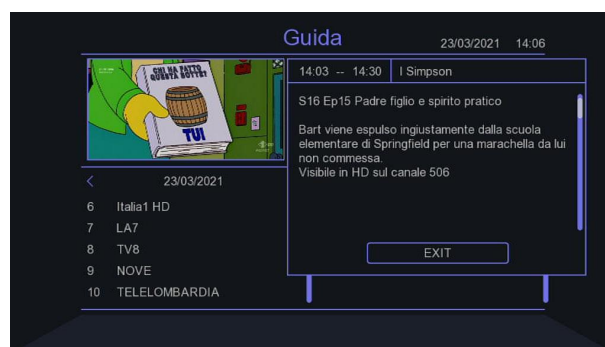 Guida
23/03/2021 14:06
CHI HA FATTO
QUESTA BOTTE?
TUI
14:03 -- 14:30 I Simpson
S16 Ep15 Padre figlio e spirito pratico
Bart viene espulso ingiustamente dalla scuola
elementare di Springfield per una marachella da lui
non commessa.
Visibile in HD sul canale 506
EXIT
< 23/03/2021
6 Italia1 HD
7 LA7
8 TV8
9 NOVE
10 TELELOMBARDIA